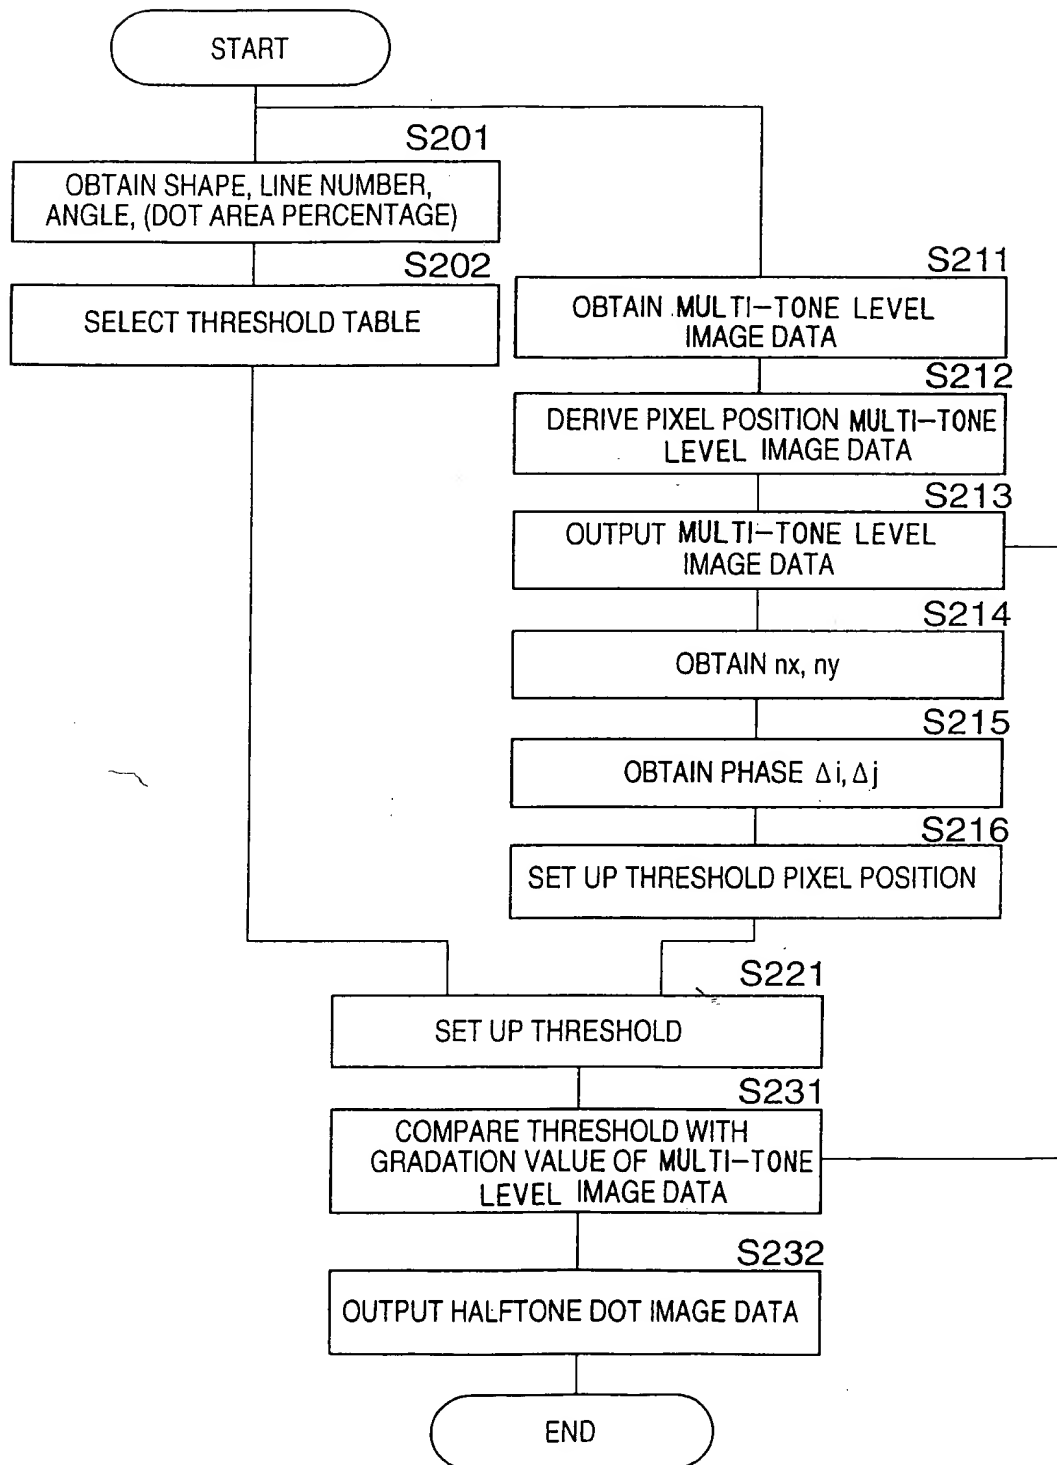 START
S201
OBTAIN SHAPE, LINE NUMBER,
ANGLE, (DOT AREA PERCENTAGE)
S202
SELECT THRESHOLD TABLE
S211
OBTAIN MULTI-TONE LEVEL
IMAGE DATA
S212
DERIVE PIXEL POSITION MULTI-TONE
LEVEL IMAGE DATA
S213
OUTPUT MULTI-TONE LEVEL
IMAGE DATA
S214
OBTAIN nx, ny
S215
OBTAIN PHASE Δi, Δj
S216
SET UP THRESHOLD PIXEL POSITION
S221
SET UP THRESHOLD
S231
COMPARE THRESHOLD WITH
GRADATION VALUE OF MULTI-TONE
LEVEL IMAGE DATA
S232
OUTPUT HALFTONE DOT IMAGE DATA
END